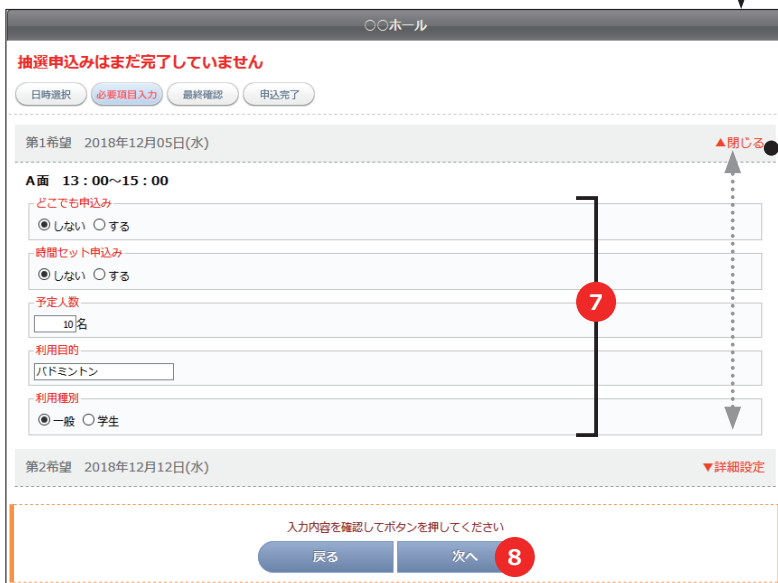 ○○ホール
抽選申込みはまだ完了していません
日時選択 必要項目入力 最終確認 申込完了
第1希望 2018年12月05日(水) ▲閉じる
A面 13：00～15：00
どこでも申込み
しない する
時間セット申込み
しない する
予定人数
10名
利用目的
バドミントン
利用種別
一般 学生
7
第2希望 2018年12月12日(水) ▼詳細設定
入力内容を確認してボタンを押してください
戻る 次へ 8